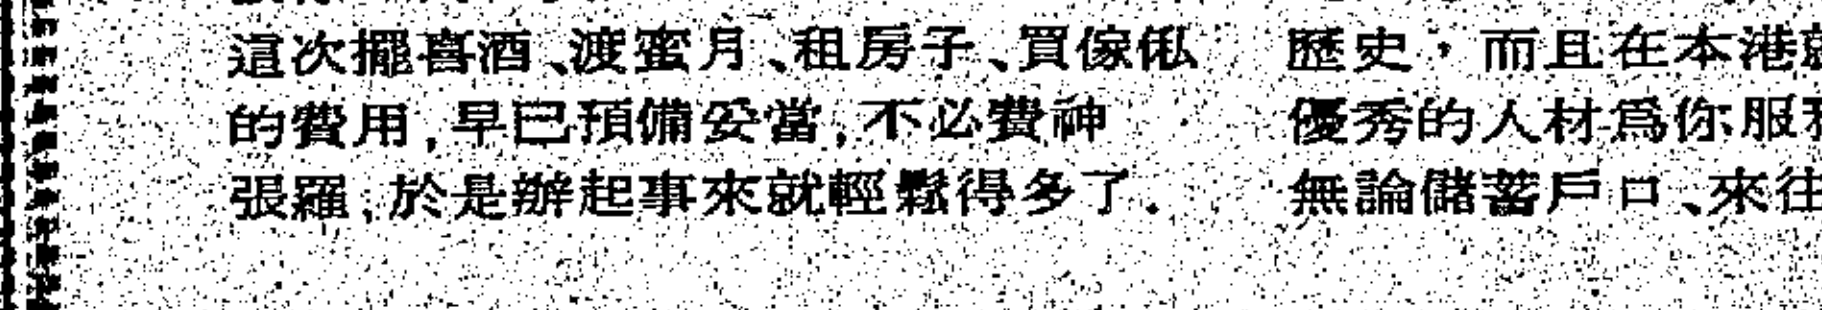 這次擺喜酒、渡蜜月、租房子、買傢俬
的費用,早已預備妥當,不必費神
張羅,於是辦起事來就輕鬆得多了.
歷史,而且在本港
優秀的人材為你服
無論儲蓄戶口、來往